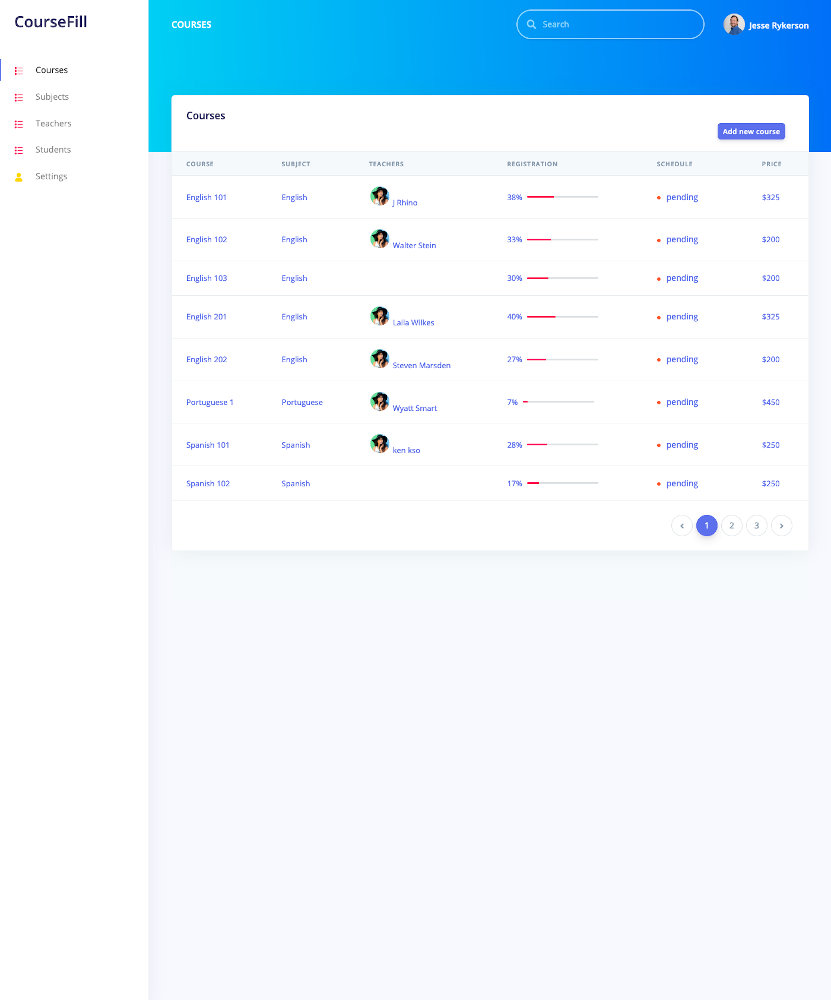 CourseFill
COURSES
Search
Jesse Rykerson
Courses
Subjects
Teachers
Students
Settings
Courses
Add new course
COURSE SUBJECT TEACHERS REGISTRATION SCHEDULE PRICE
English 101 English J Rhino 38% pending $325
English 102 English Walter Stein 33% pending $200
English 103 English 30% pending $200
English 201 English Laila Wilkes 40% pending $325
English 202 English Steven Marsden 27% pending $200
Portuguese 1 Portuguese Wyatt Smart 7% pending $450
Spanish 101 Spanish ken kso 28% pending $250
Spanish 102 Spanish 17% pending $250
1 2 3